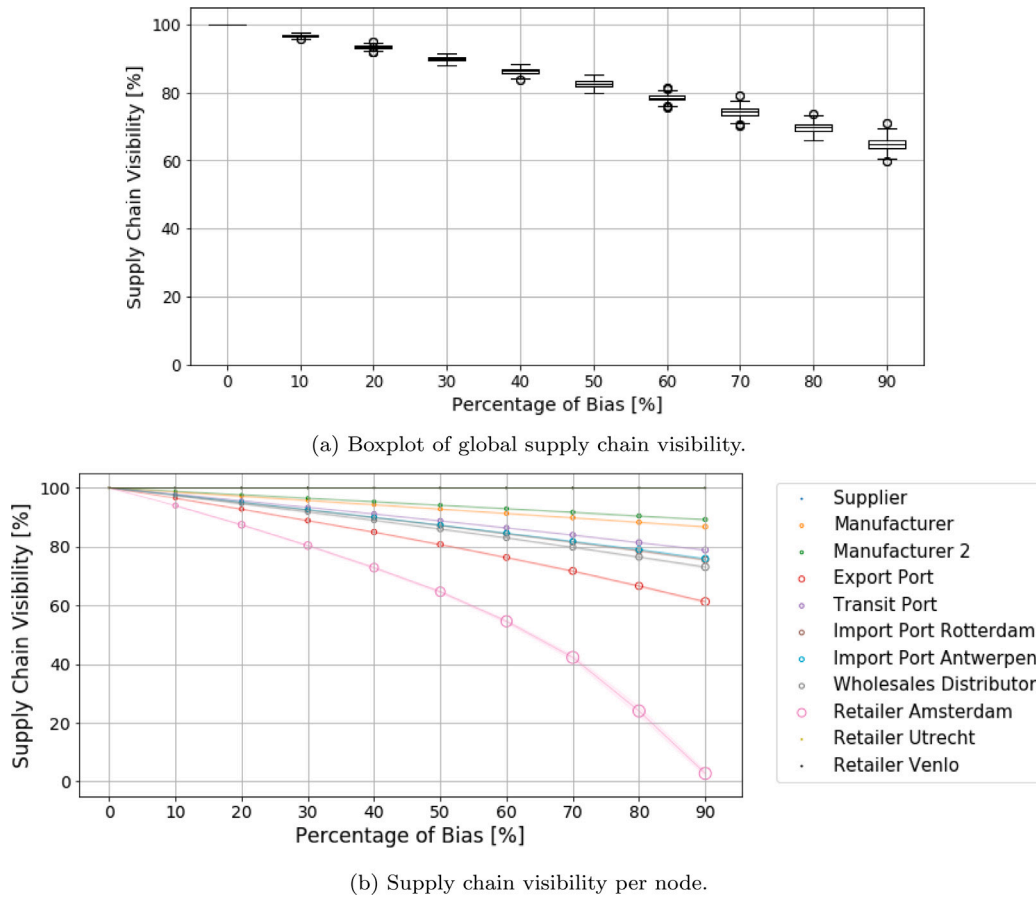 100
80
60
40
20
0
Supply Chain Visibility [%]
0 10 20 30 40 50 60 70 80 90
Percentage of Bias [%]
(a) Boxplot of global supply chain visibility.
100
80
60
40
20
0
Supply Chain Visibility [%]
0 10 20 30 40 50 60 70 80 90
Percentage of Bias [%]
Supplier
Manufacturer
Manufacturer 2
Export Port
Transit Port
Import Port Rotterdam
Import Port Antwerpen
Wholesales Distributor
Retailer Amsterdam
Retailer Utrecht
Retailer Venlo
(b) Supply chain visibility per node.